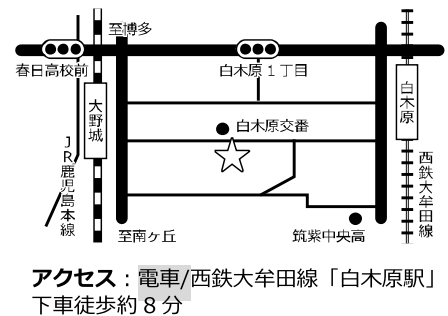 至博多
春日高校前
白木原1丁目
大野城
白木原
白木原交番
JR鹿児島本線
西鉄大牟田線
至南ヶ丘
筑紫中央高
アクセス：電車/西鉄大牟田線「白木原駅」
下車徒歩約8分